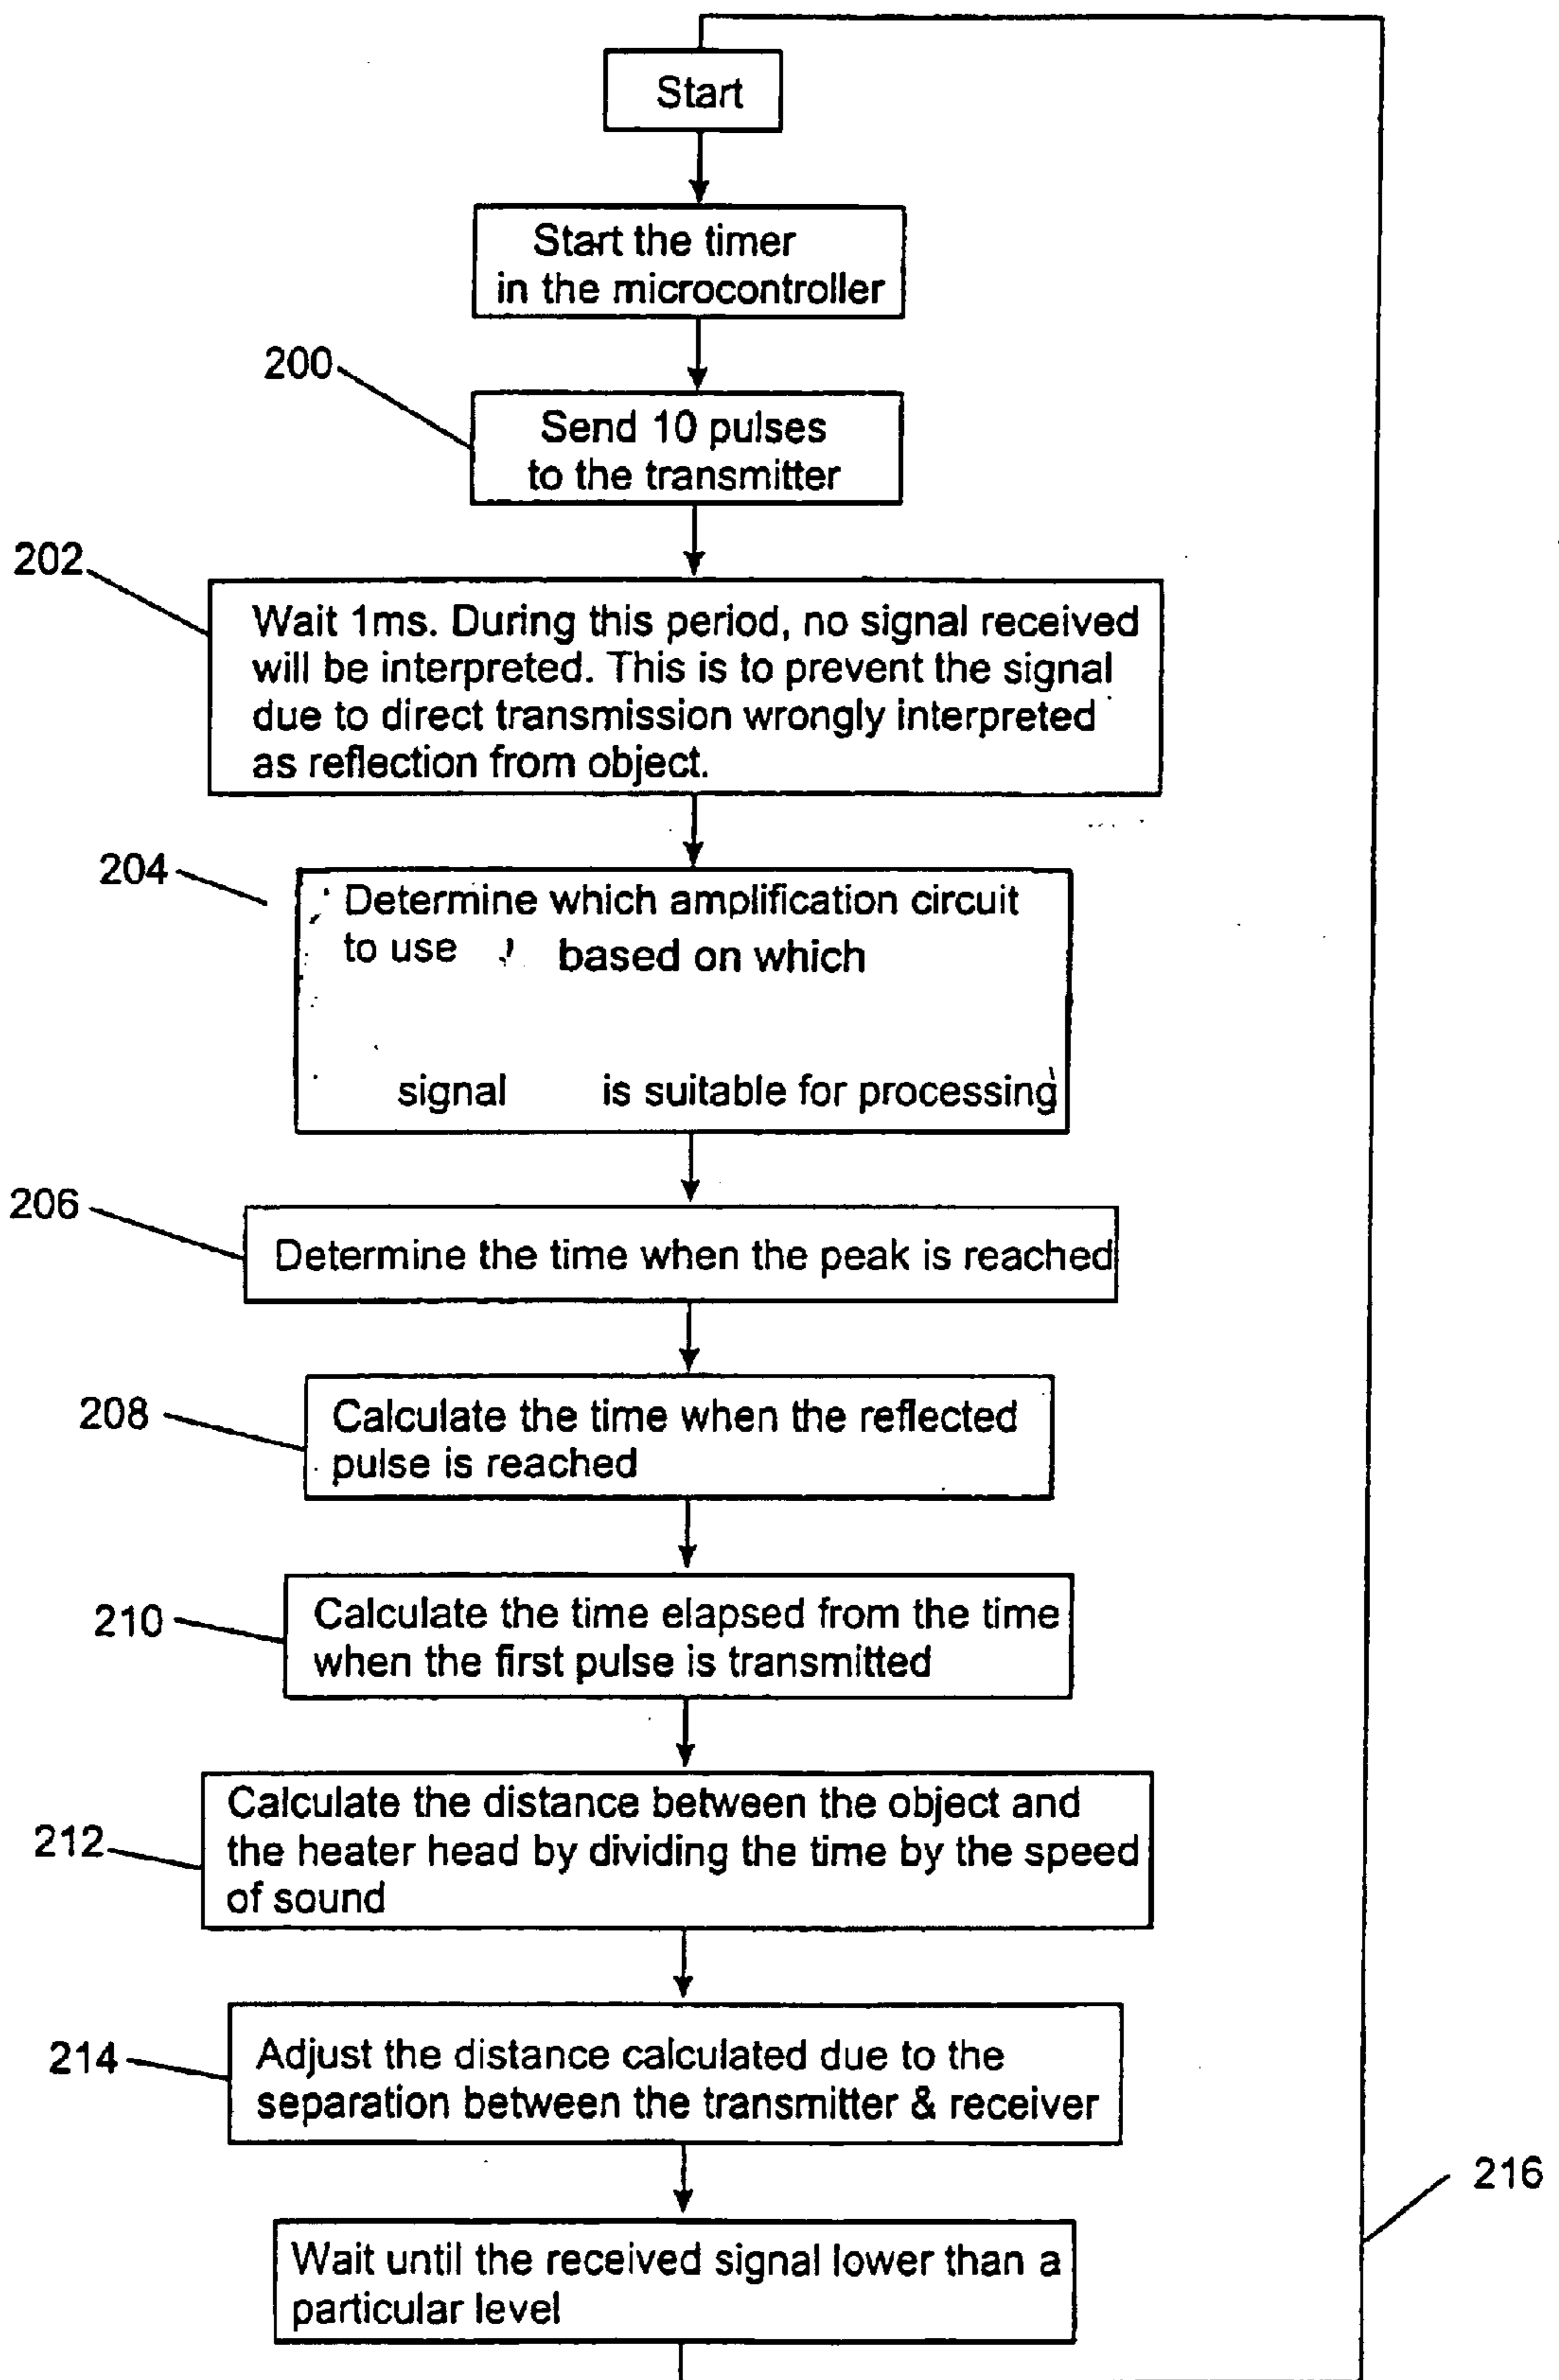 Start
Start the timer
in the microcontroller
200
Send 10 pulses
to the transmitter
202
Wait 1ms. During this period, no signal received
will be interpreted. This is to prevent the signal
due to direct transmission wrongly interpreted
as reflection from object.
204
Determine which amplification circuit
to use based on which
signal is suitable for processing
206
Determine the time when the peak is reached
208
Calculate the time when the reflected
pulse is reached
210
Calculate the time elapsed from the time
when the first pulse is transmitted
212
Calculate the distance between the object and
the heater head by dividing the time by the speed
of sound
214
Adjust the distance calculated due to the
separation between the transmitter & receiver
216
Wait until the received signal lower than a
particular level